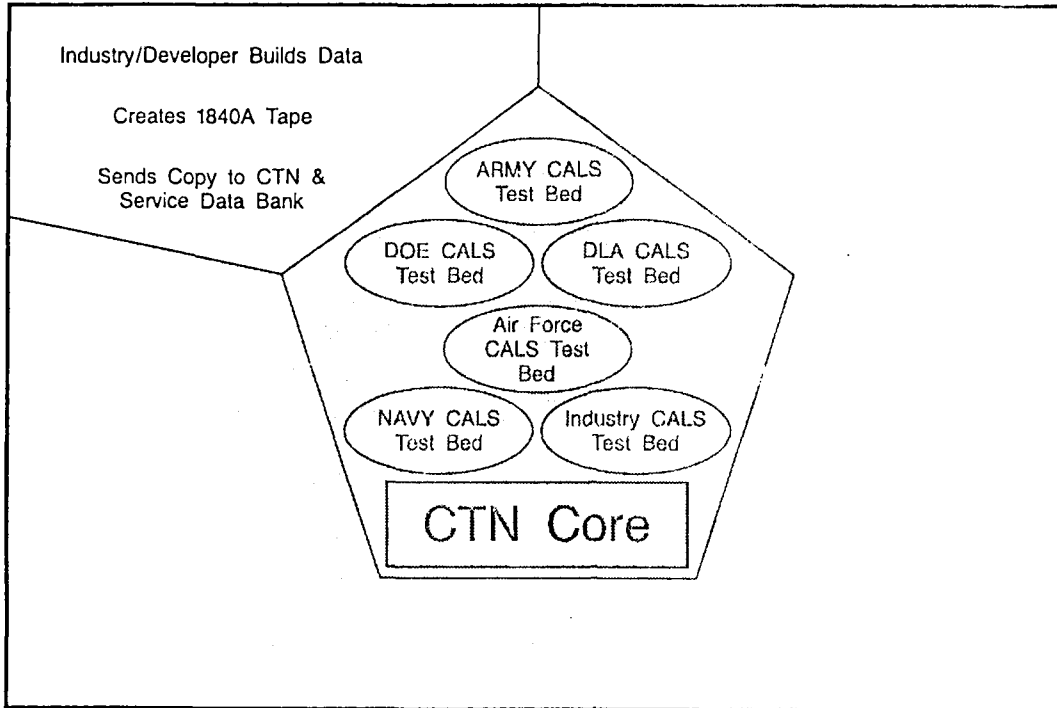 Industry/Developer Builds Data
Creates 1840A Tape
Sends Copy to CTN &
Service Data Bank
ARMY CALS
Test Bed
DOE CALS
Test Bed
DLA CALS
Test Bed
Air Force
CALS Test
Bed
NAVY CALS
Test Bed
Industry CALS
Test Bed
CTN Core